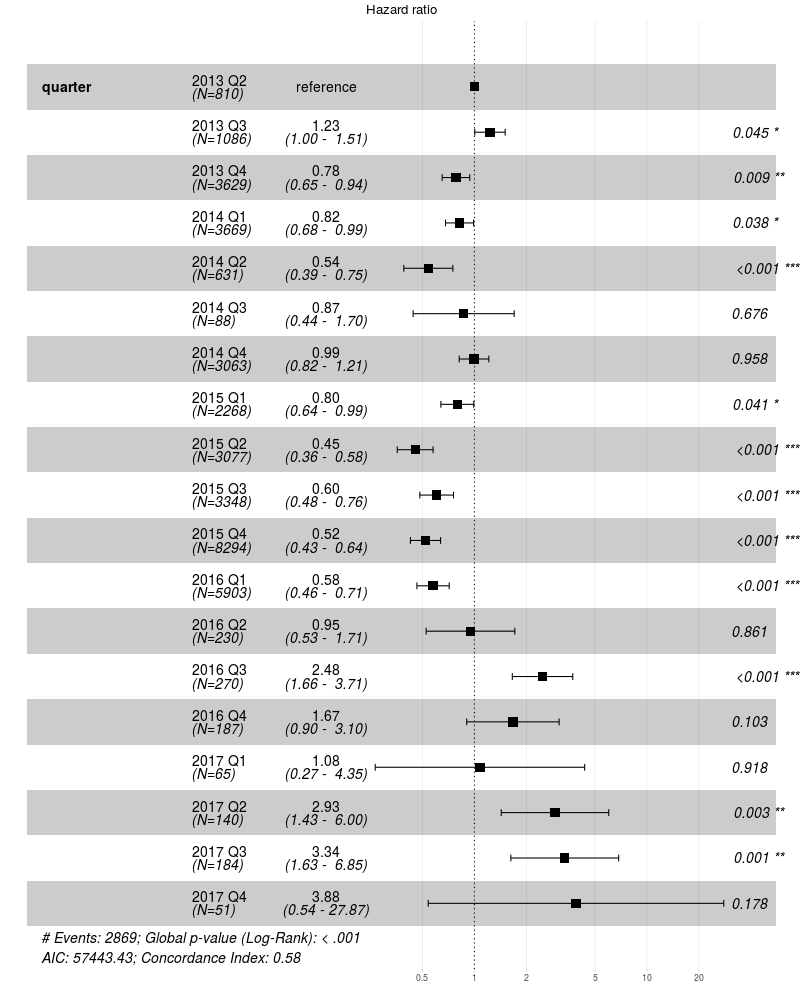 Hazard ratio
quarter 2013 Q2 reference
(N=810)
2013 Q3 1.23
(N=1086) (1.00 - 1.51) 0.045 *
2013 Q4 0.78
(N=3629) (0.65 - 0.94) 0.009 **
2014 Q1 0.82
(N=3669) (0.68 - 0.99) 0.038 *
2014 Q2 0.54
(N=631) (0.39 - 0.75) <0.001 ***
2014 Q3 0.87
(N=88) (0.44 - 1.70) 0.676
2014 Q4 0.99
(N=3063) (0.82 - 1.21) 0.958
2015 Q1 0.80
(N=2268) (0.64 - 0.99) 0.041 *
2015 Q2 0.45
(N=3077) (0.36 - 0.58) <0.001 ***
2015 Q3 0.60
(N=3348) (0.48 - 0.76) <0.001 ***
2015 Q4 0.52
(N=8294) (0.43 - 0.64) <0.001 ***
2016 Q1 0.58
(N=5903) (0.46 - 0.71) <0.001 ***
2016 Q2 0.95
(N=230) (0.53 - 1.71) 0.861
2016 Q3 2.48
(N=270) (1.66 - 3.71) <0.001 ***
2016 Q4 1.67
(N=187) (0.90 - 3.10) 0.103
2017 Q1 1.08
(N=65) (0.27 - 4.35) 0.918
2017 Q2 2.93
(N=140) (1.43 - 6.00) 0.003 **
2017 Q3 3.34
(N=184) (1.63 - 6.85) 0.001 **
2017 Q4 3.88
(N=51) (0.54 - 27.87) 0.178
# Events: 2869; Global p-value (Log-Rank): < .001
AIC: 57443.43; Concordance Index: 0.58
0.5 1 2 5 10 20